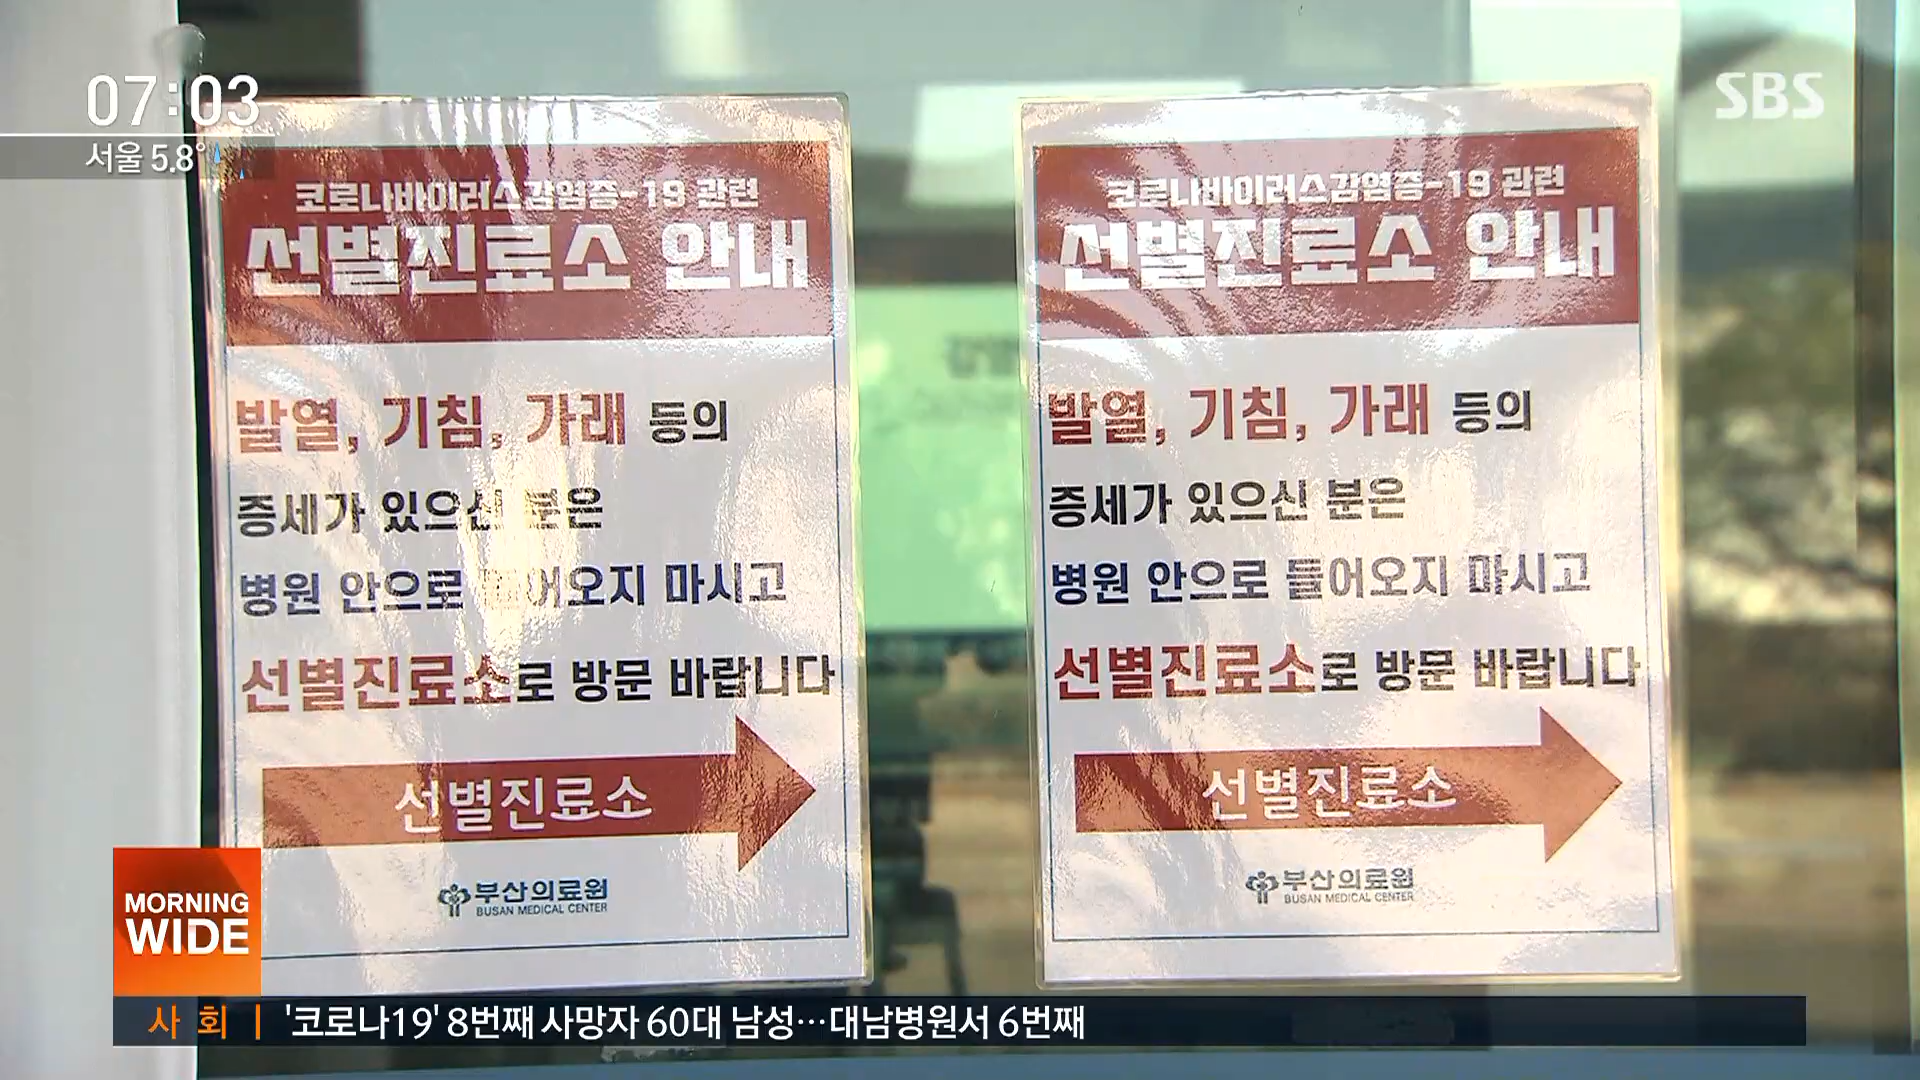 07:03
서울 5.8°
SBS
코로나바이러스감염증-19 관련
선별진료소 안내
발열, 기침, 가래 등의
증세가 있으신 분은
병원 안으로 들어오지 마시고
선별진료소로 방문 바랍니다
선별진료소
부산의료원
BUSAN MEDICAL CENTER
코로나바이러스감염증-19 관련
선별진료소 안내
발열, 기침, 가래 등의
증세가 있으신 분은
병원 안으로 들어오지 마시고
선별진료소로 방문 바랍니다
선별진료소
부산의료원
BUSAN MEDICAL CENTER
MORNING
WIDE
사 회 | '코로나19' 8번째 사망자 60대 남성…대남병원서 6번째